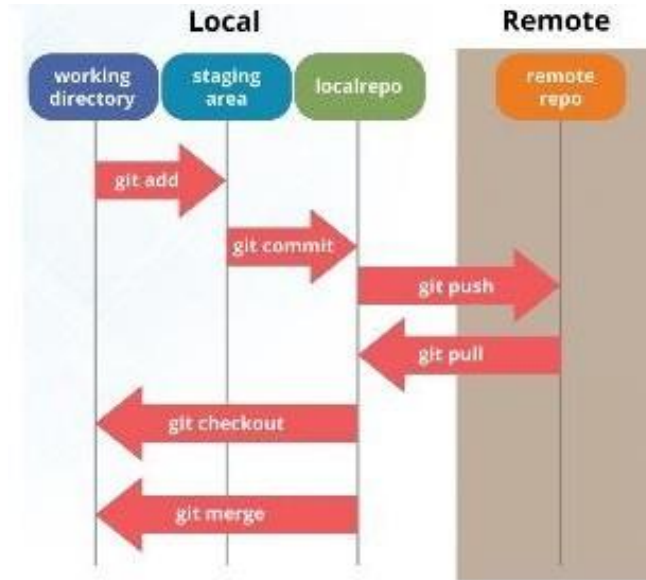 Local
Remote
working
directory
staging
area
localrepo
remote
repo
git add
git commit
git push
git pull
git checkout
git merge